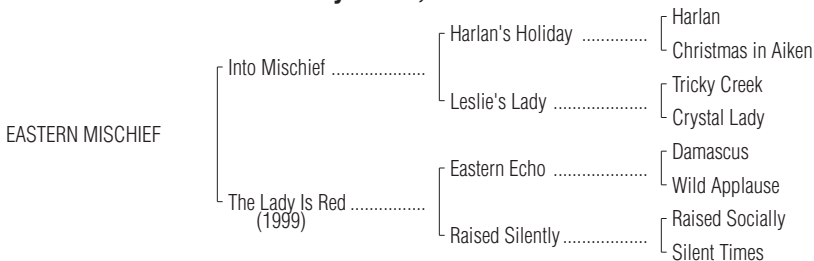 Harlan
Harlan's Holiday ..............
Christmas in Aiken
Into Mischief ....................
Tricky Creek
Leslie's Lady ....................
Crystal Lady
EASTERN MISCHIEF
Damascus
Eastern Echo ....................
Wild Applause
The Lady Is Red ................
(1999)
Raised Socially
Raised Silently..................
Silent Times